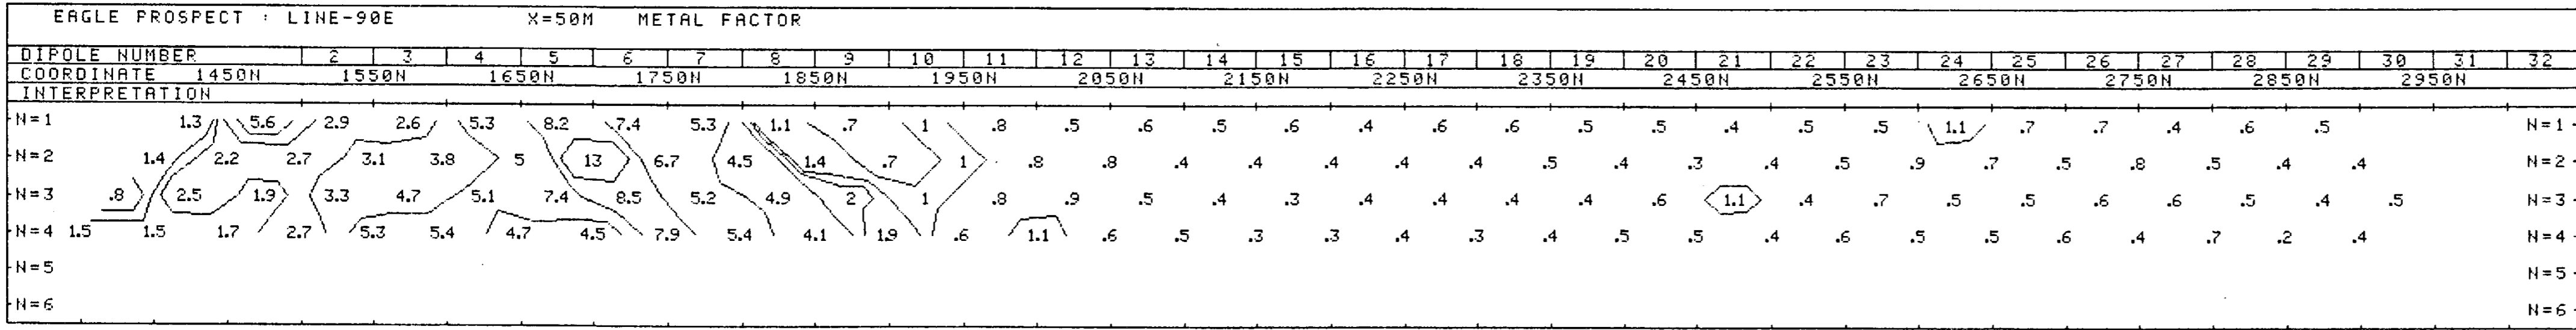 EAGLE PROSPECT : LINE-90E X=50M METAL FACTOR
DIPOLE NUMBER 2 3 4 5 6 7 8 9 10 11 12 13 14 15 16 17 18 19 20 21 22 23 24 25 26 27 28 29 30 31 32
COORDINATE 1450N 1550N 1650N 1750N 1850N 1950N 2050N 2150N 2250N 2350N 2450N 2550N 2650N 2750N 2850N 2950N
INTERPRETATION
N=1 1.3 5.6 2.9 2.6 5.3 8.2 7.4 5.3 1.1 .7 1 .8 .5 .6 .5 .6 .4 .6 .6 .5 .5 .4 .5 .5 1.1 .7 .7 .4 .6 .5 N=1
N=2 1.4 2.2 2.7 3.1 3.8 5 13 6.7 4.5 1.4 .7 1 .8 .8 .4 .4 .4 .4 .5 .4 .3 .4 .5 .9 .7 .5 .8 .5 .4 .4 N=2
N=3 .8 2.5 1.9 3.3 4.7 5.1 7.4 8.5 5.2 4.9 2 1 .8 .9 .5 .4 .3 .4 .4 .4 .4 .6 1.1 .4 .7 .5 .5 .6 .6 .5 .4 .5 N=3
N=4 1.5 1.5 1.7 2.7 5.3 5.4 4.7 4.5 7.9 5.4 4.1 1.9 .6 1.1 .6 .5 .3 .3 .4 .3 .4 .5 .5 .4 .6 .5 .5 .6 .4 .7 .2 .4 N=4
N=5 N=5
N=6 N=6